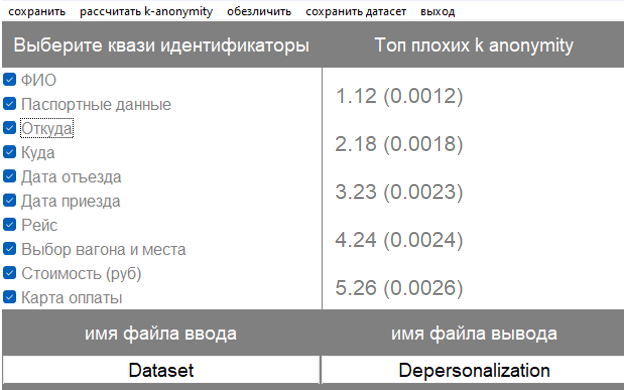 сохранить рассчитать k-anonymity обезличить сохранить датасет выход
Выберите квази идентификаторы
Топ плохих k anonymity
ФИО
Паспортные данные
Откуда
Куда
Дата отъезда
Дата приезда
Рейс
Выбор вагона и места
Стоимость (руб)
Карта оплаты
1.12 (0.0012)
2.18 (0.0018)
3.23 (0.0023)
4.24 (0.0024)
5.26 (0.0026)
имя файла ввода
имя файла вывода
Dataset
Depersonalization